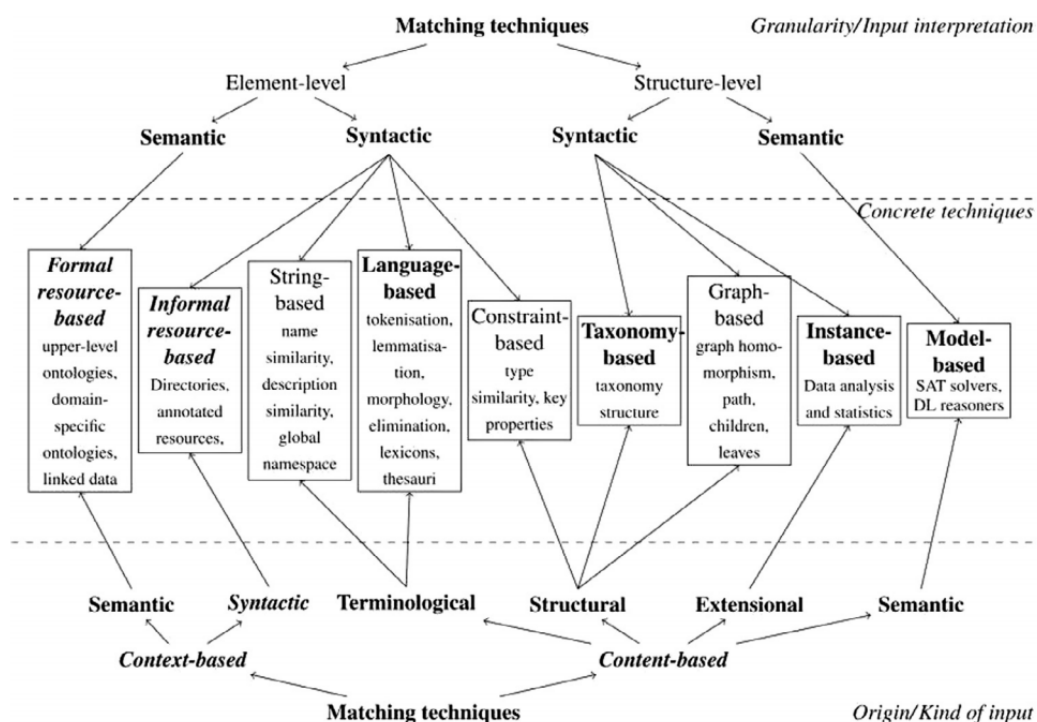 Matching techniques
Granularity/Input interpretation
Element-level
Structure-level
Semantic
Syntactic
Syntactic
Semantic
Concrete techniques
Formal
resource-
based
upper-level
ontologies,
domain-
specific
ontologies,
linked data
Informal
resource-
based
Directories,
annotated
resources,
String-
based
name
similarity,
description
similarity,
global
namespace
Language-
based
tokenisation,
lemmatisa-
tion,
morphology,
elimination,
lexicons,
thesauri
Constraint-
based
type
similarity, key
properties
Taxonomy-
based
taxonomy
structure
Graph-
based
graph homo-
morphism,
path,
children,
leaves
Instance-
based
Data analysis
and statistics
Model-
based
SAT solvers,
DL reasoners
Semantic
Syntactic
Terminological
Structural
Extensional
Semantic
Context-based
Content-based
Matching techniques
Origin/Kind of input